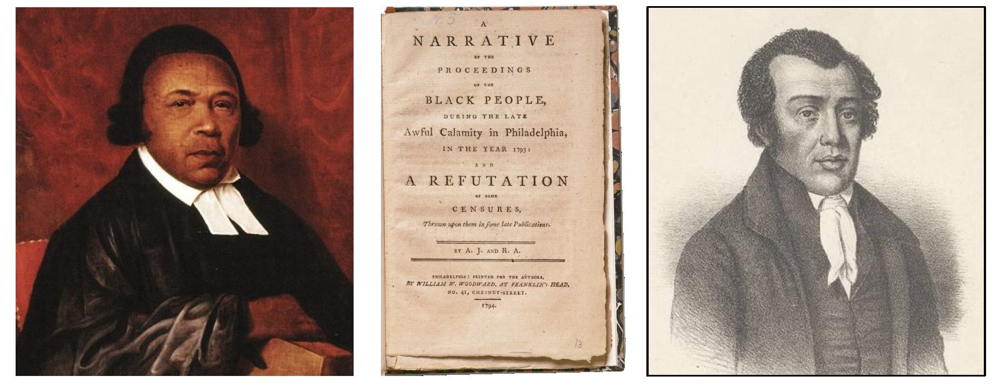 N. 5
A
NARRATIVE
OF THE
PROCEEDINGS
OF THE
BLACK PEOPLE,
DURING THE LATE
Awful Calamity in Philadelphia,
IN THE YEAR 1793:
AND
A REFUTATION
OF SOME
CENSURES,
Thrown upon them in ſome late Publications.
BY A. J. AND R. A.
PHILADELPHIA: PRINTED FOR THE AUTHORS,
BY WILLIAM W. WOODWARD, AT FRANKLIN's HEAD,
NO. 41, CHESNUT-STREET.
1794.
13